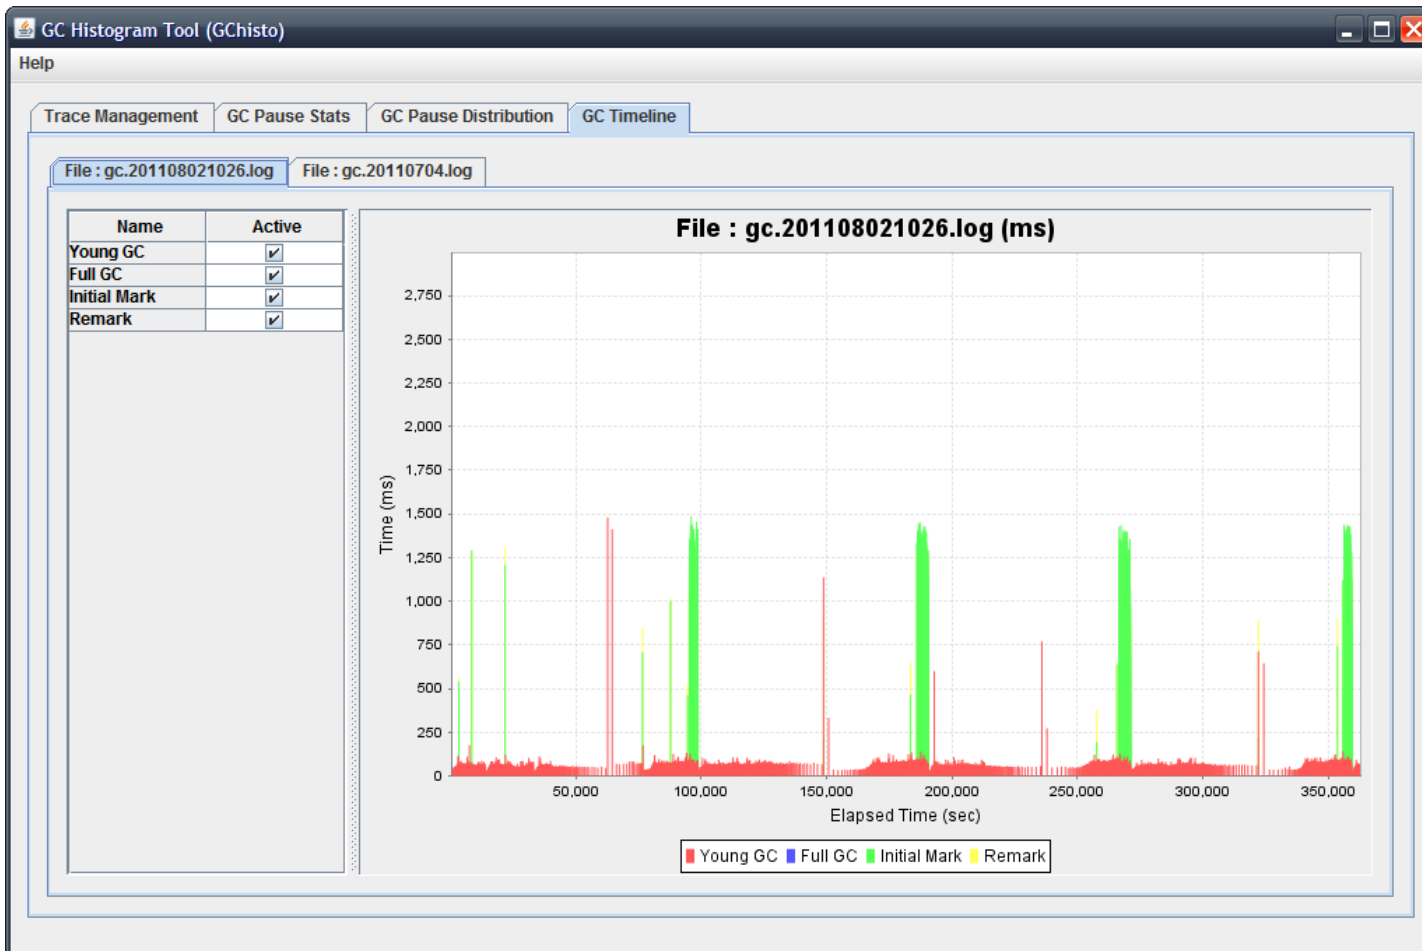 GC Histogram Tool (GChisto)
Help
Trace Management GC Pause Stats GC Pause Distribution GC Timeline
File : gc.201108021026.log File : gc.20110704.log
Name Active
Young GC
Full GC
Initial Mark
Remark
File : gc.201108021026.log (ms)
Time (ms)
2,750
2,500
2,250
2,000
1,750
1,500
1,250
1,000
750
500
250
0
50,000 100,000 150,000 200,000 250,000 300,000 350,000
Elapsed Time (sec)
Young GC Full GC Initial Mark Remark